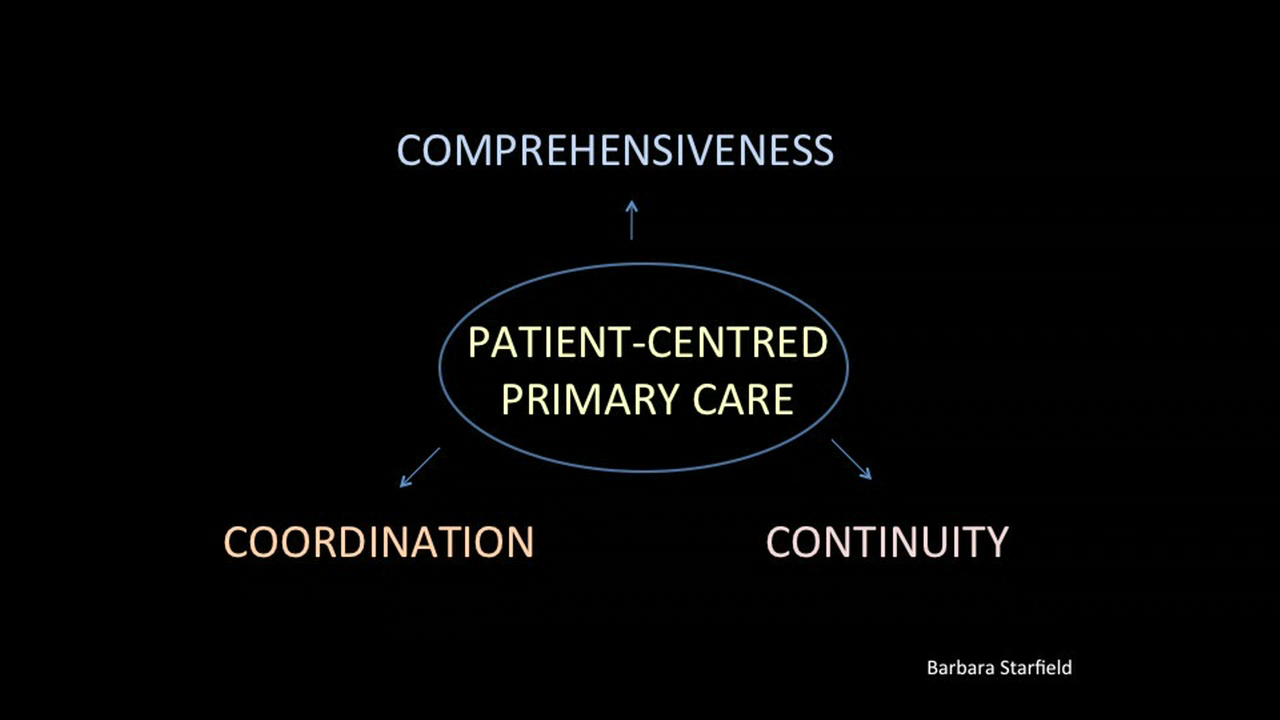 COMPREHENSIVENESS
PATIENT-CENTRED
PRIMARY CARE
COORDINATION
CONTINUITY
Barbara Starfield